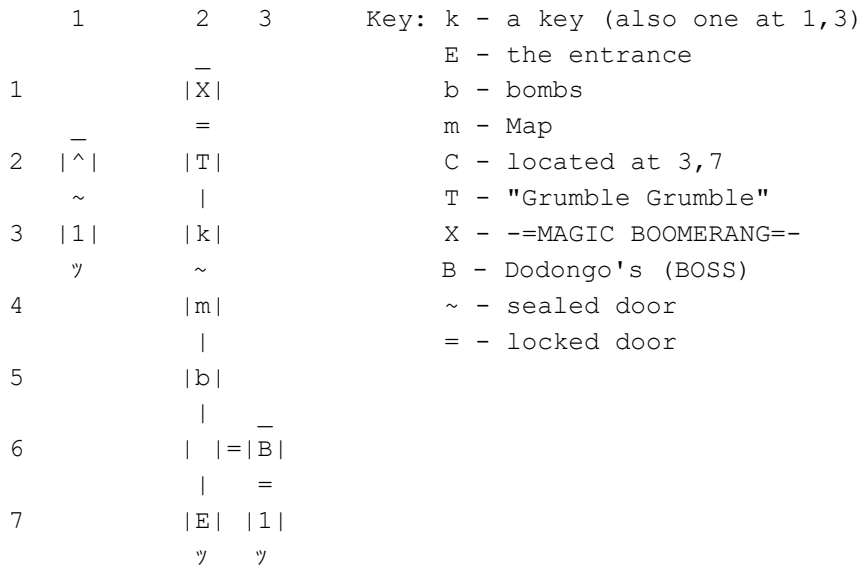 1       2   3      Key: k - a key (also one at 1,3)
            _               E - the entrance
1          |X|              b - bombs
    _       =               m - Map
2  |^|     |T|              C - located at 3,7
    ~       |               T - "Grumble Grumble"
3  |1|     |k|              X - -=MAGIC BOOMERANG=-
    ッ       ~               B - Dodongo's (BOSS)
4          |m|              ~ - sealed door
            |               = - locked door
5          |b|
            |   _
6          | |=|B|
            |   =
7          |E| |1|
            ッ   ッ